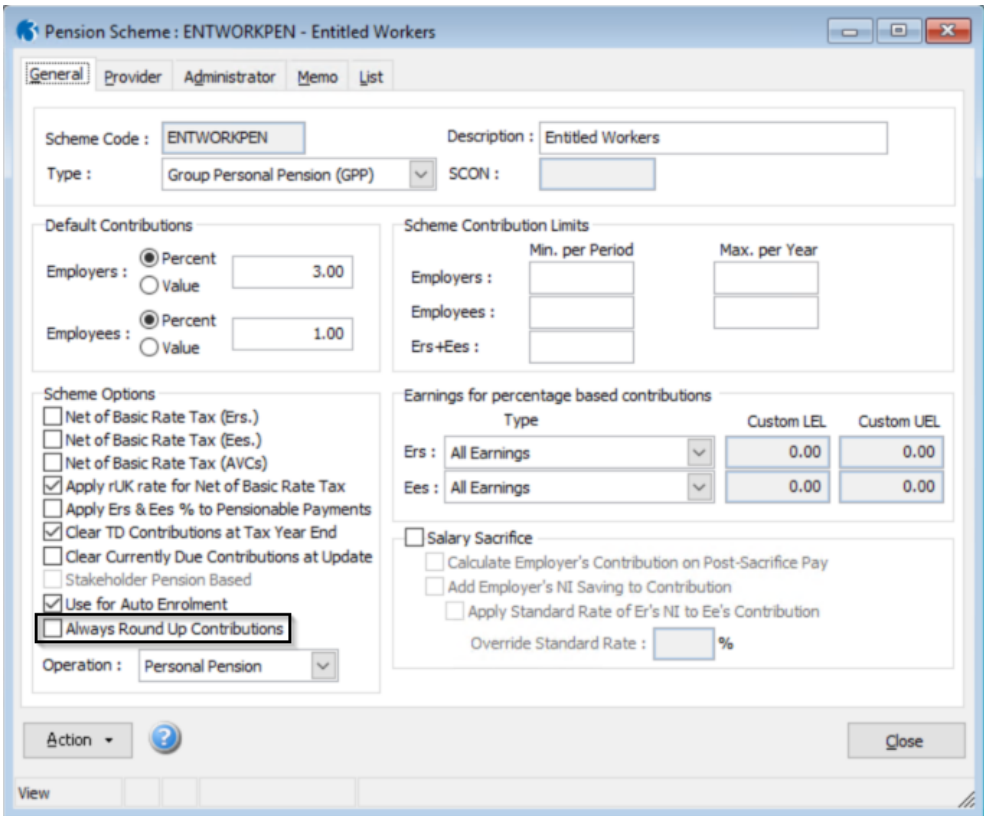 Pension Scheme : ENTWORKPEN - Entitled Workers
General Provider Administrator Memo List
Scheme Code : ENTWORKPEN Description : Entitled Workers
Type : Group Personal Pension (GPP) SCON :
Default Contributions
Employers : Percent 3.00
Value
Employees : Percent 1.00
Value
Scheme Contribution Limits
Min. per Period Max. per Year
Employers :
Employees :
Ers+Ees :
Scheme Options
Net of Basic Rate Tax (Ers.)
Net of Basic Rate Tax (Ees.)
Net of Basic Rate Tax (AVCs)
Apply rUK rate for Net of Basic Rate Tax
Apply Ers & Ees % to Pensionable Payments
Clear TD Contributions at Tax Year End
Clear Currently Due Contributions at Update
Stakeholder Pension Based
Use for Auto Enrolment
Always Round Up Contributions
Operation : Personal Pension
Earnings for percentage based contributions
Type Custom LEL Custom UEL
Ers : All Earnings 0.00 0.00
Ees : All Earnings 0.00 0.00
Salary Sacrifice
Calculate Employer's Contribution on Post-Sacrifice Pay
Add Employer's NI Saving to Contribution
Apply Standard Rate of Er's NI to Ee's Contribution
Override Standard Rate : %
Action ? Close
View